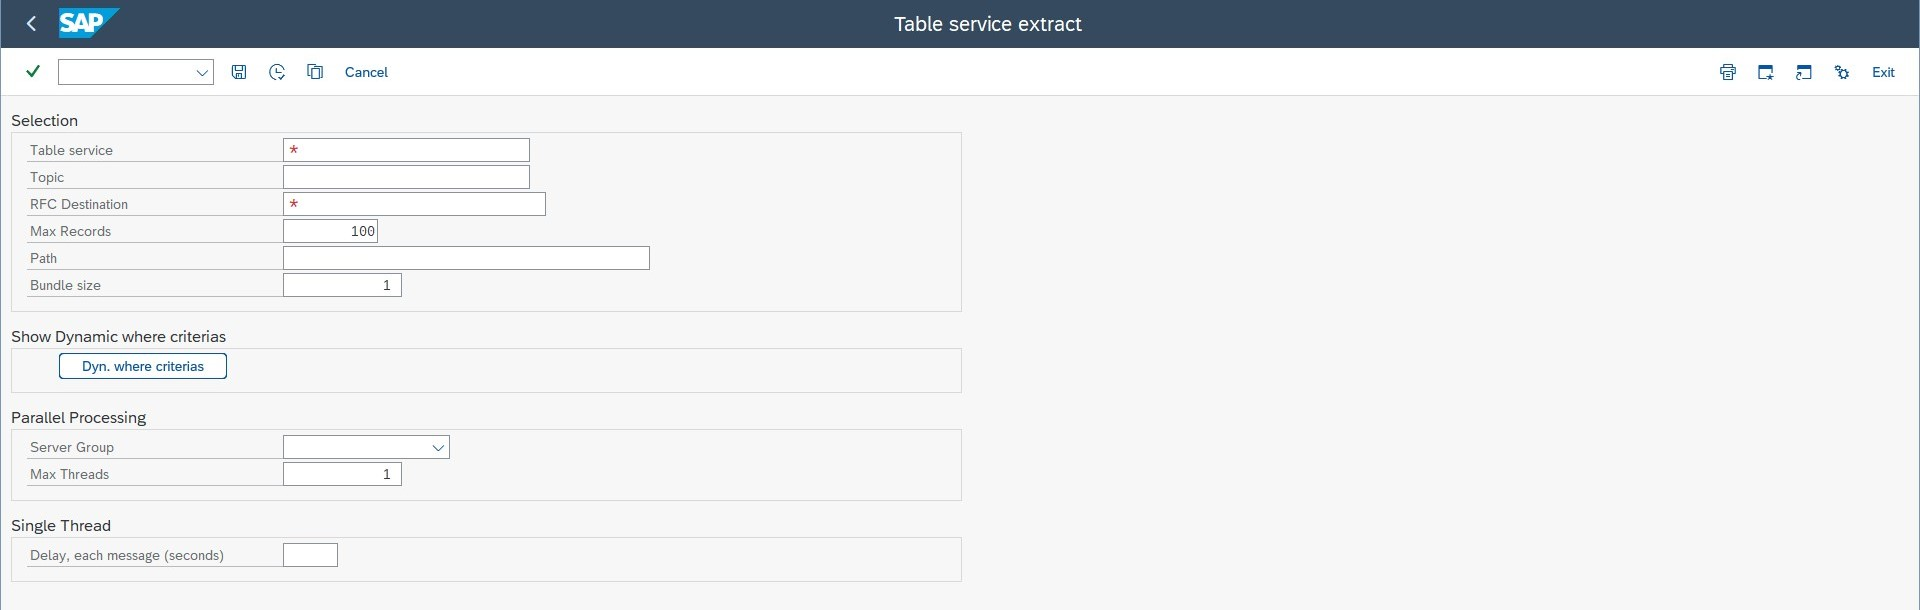 SAP Table service extract
Cancel Exit
Selection
Table service *
Topic
RFC Destination *
Max Records 100
Path
Bundle size 1
Show Dynamic where criterias
Dyn. where criterias
Parallel Processing
Server Group
Max Threads 1
Single Thread
Delay, each message (seconds)